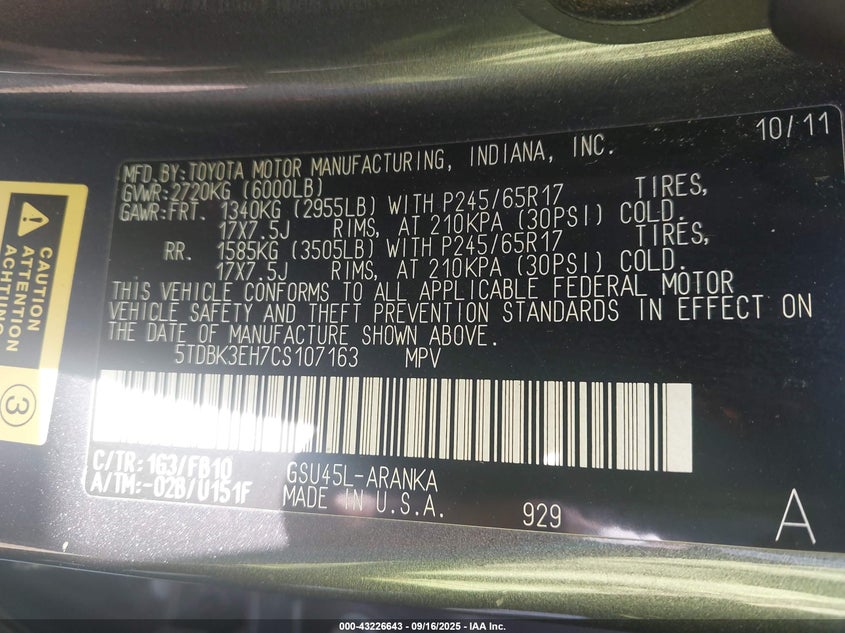 10/11
MFD.BY:TOYOTA MOTOR MANUFACTURING, INDIANA, INC.
GVWR:2720KG (6000LB)
GAWR:FRT. 1340KG (2955LB) WITH P245/65R17 TIRES,
17X7.5J RIMS, AT 210KPA (30PSI) COLD.
RR. 1585KG (3505LB) WITH P245/65R17 TIRES,
17X7.5J RIMS, AT 210KPA (30PSI) COLD.
THIS VEHICLE CONFORMS TO ALL APPLICABLE FEDERAL MOTOR
VEHICLE SAFETY AND THEFT PREVENTION STANDARDS IN EFFECT ON
THE DATE OF MANUFACTURE SHOWN ABOVE.
5TDBK3EH7CS107163 MPV
C/TR:1G3/FB10 GSU45L-ARANKA
A/TM:-02B/U151F MADE IN U.S.A. 929 A
CAUTION
ATTENTION
ACHTUNG
3
000-43226643 - 09/16/2025 - IAA Inc.